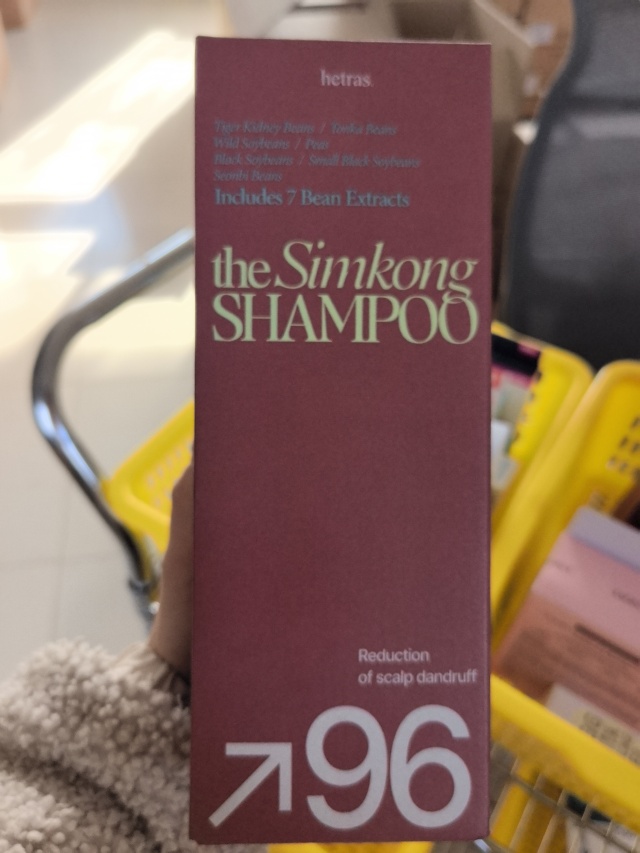 hetras
Tiger Kidney Beans / Tonka Beans
Wild Soybeans / Peas
Black Soybeans / Small Black Soybeans
Seonbi Beans
Includes 7 Bean Extracts
the Simkong
SHAMPOO
Reduction
of scalp dandruff
↗96